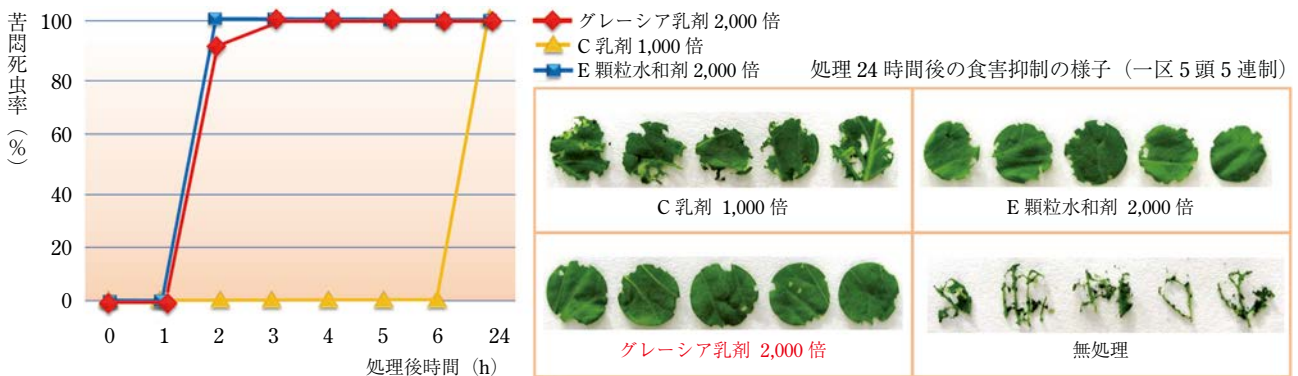 苦悶死虫率（%）
100
80
60
40
20
0
0 1 2 3 4 5 6 24
処理後時間（h）
グレーシア乳剤 2,000 倍
C 乳剤 1,000 倍
E 顆粒水和剤 2,000 倍
処理 24 時間後の食害抑制の様子（一区 5 頭 5 連制）
C 乳剤 1,000 倍
E 顆粒水和剤 2,000 倍
グレーシア乳剤 2,000 倍
無処理